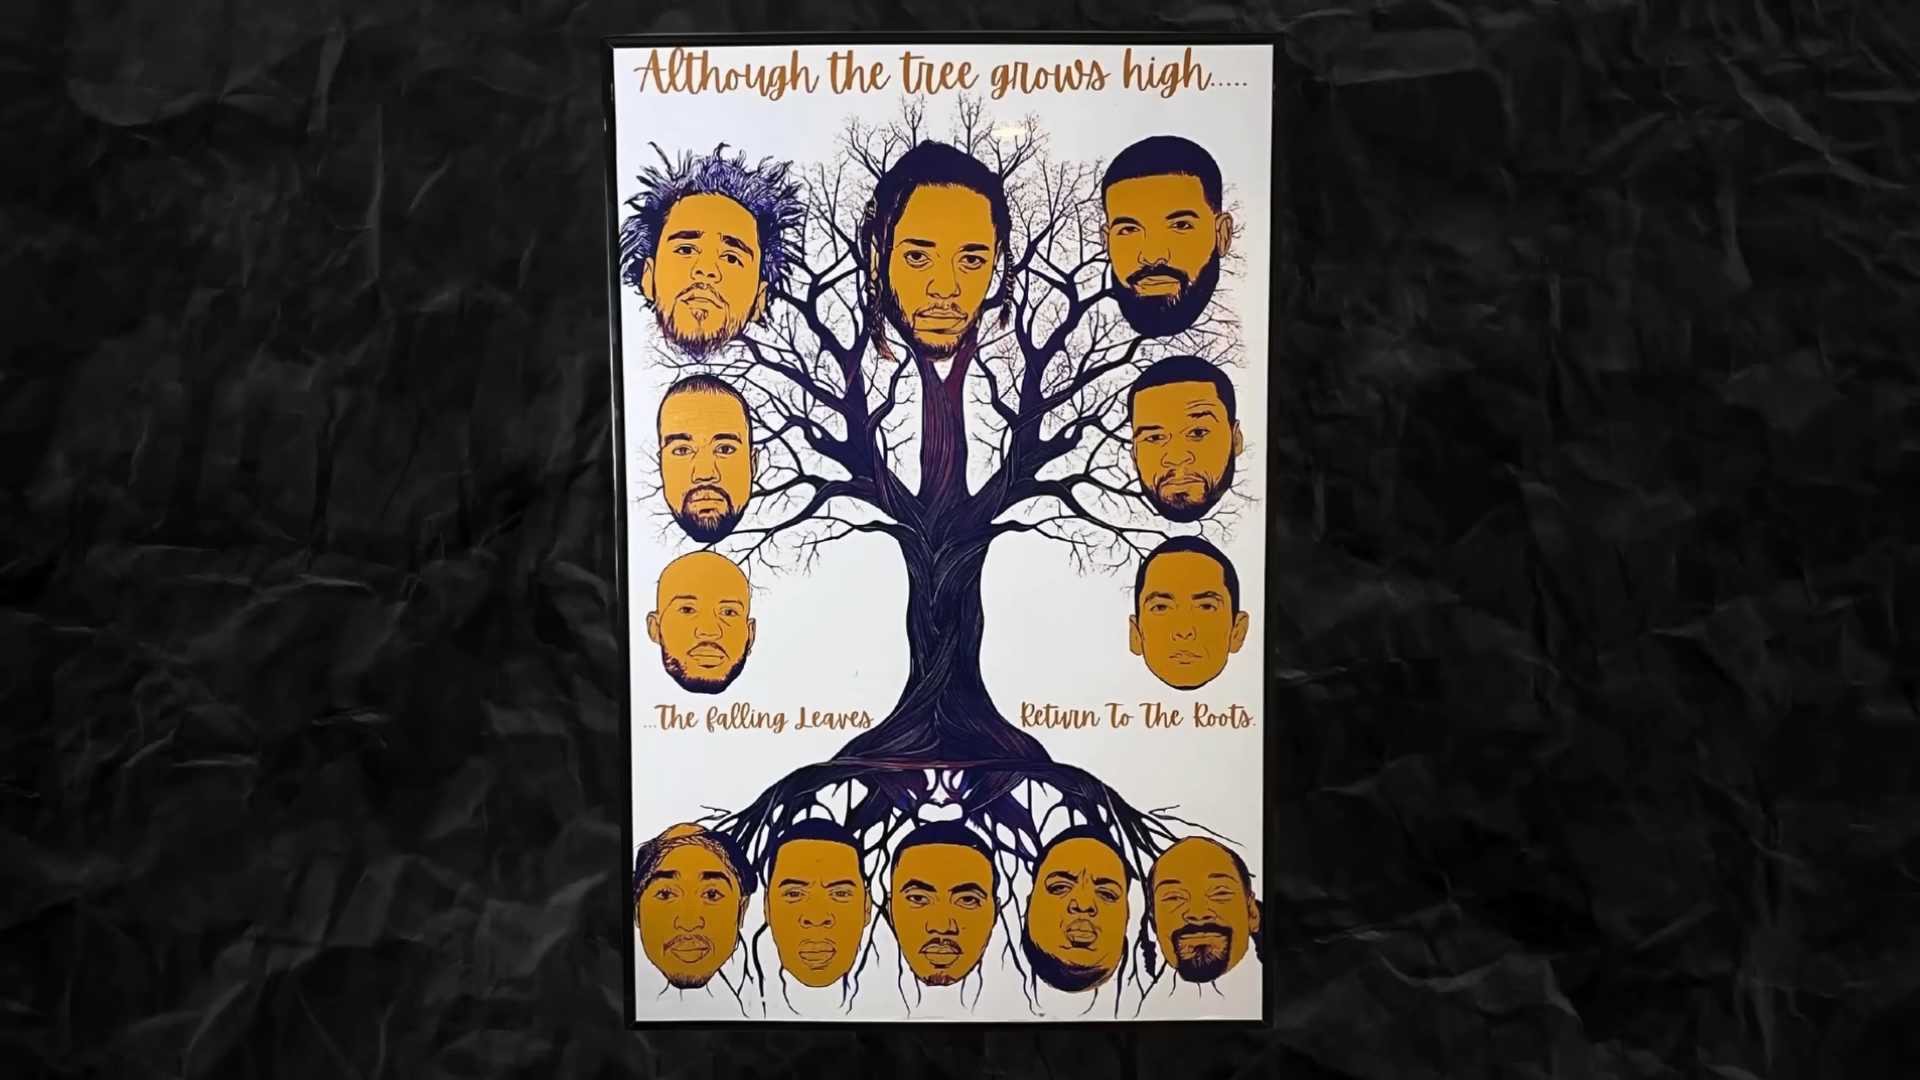 Although the tree grows high.....
...The falling Leaves
Return To The Roots.